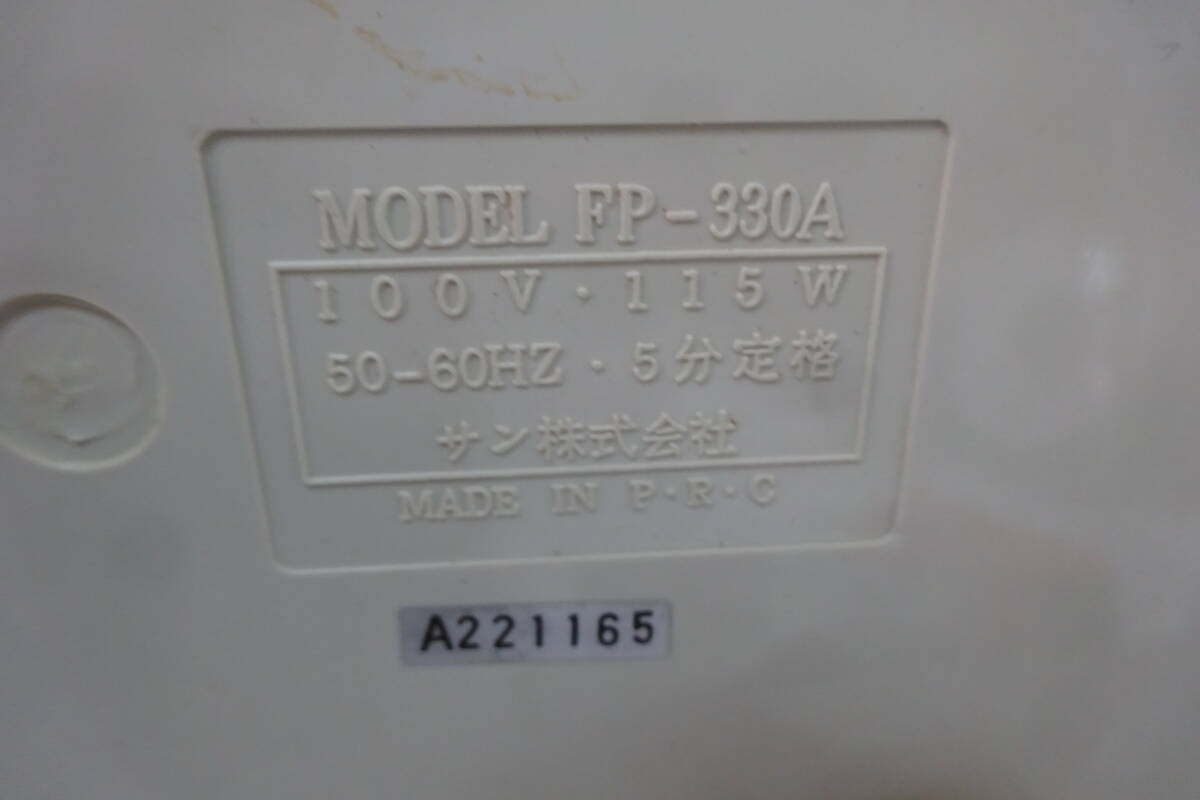 MODEL FP-330A
100V・115W
50-60HZ・5分定格
サン株式会社
MADE IN P・R・C
A221165